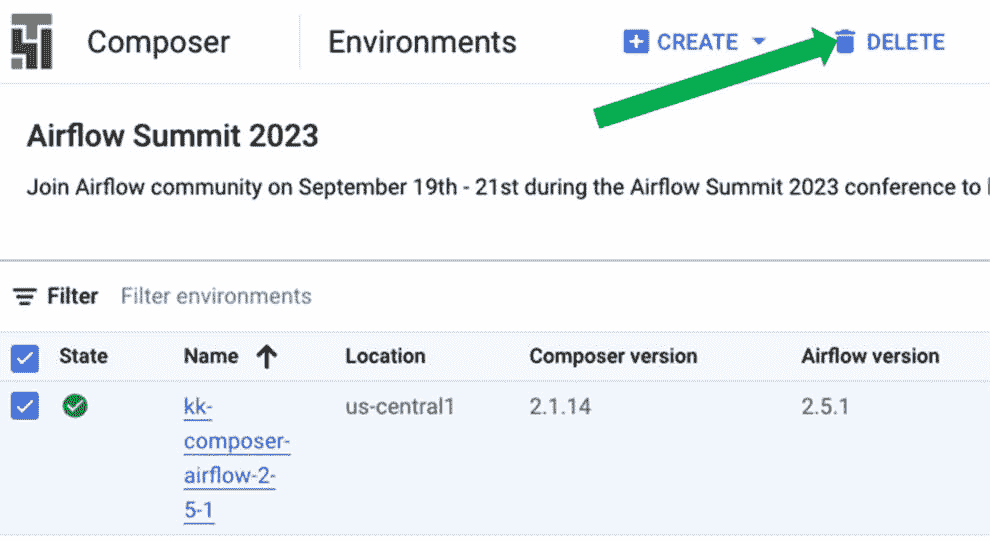 Composer Environments CREATE DELETE
Airflow Summit 2023
Join Airflow community on September 19th - 21st during the Airflow Summit 2023 conference to
Filter Filter environments
State Name Location Composer version Airflow version
kk- us-central1 2.1.14 2.5.1
composer-
airflow-2-
5-1